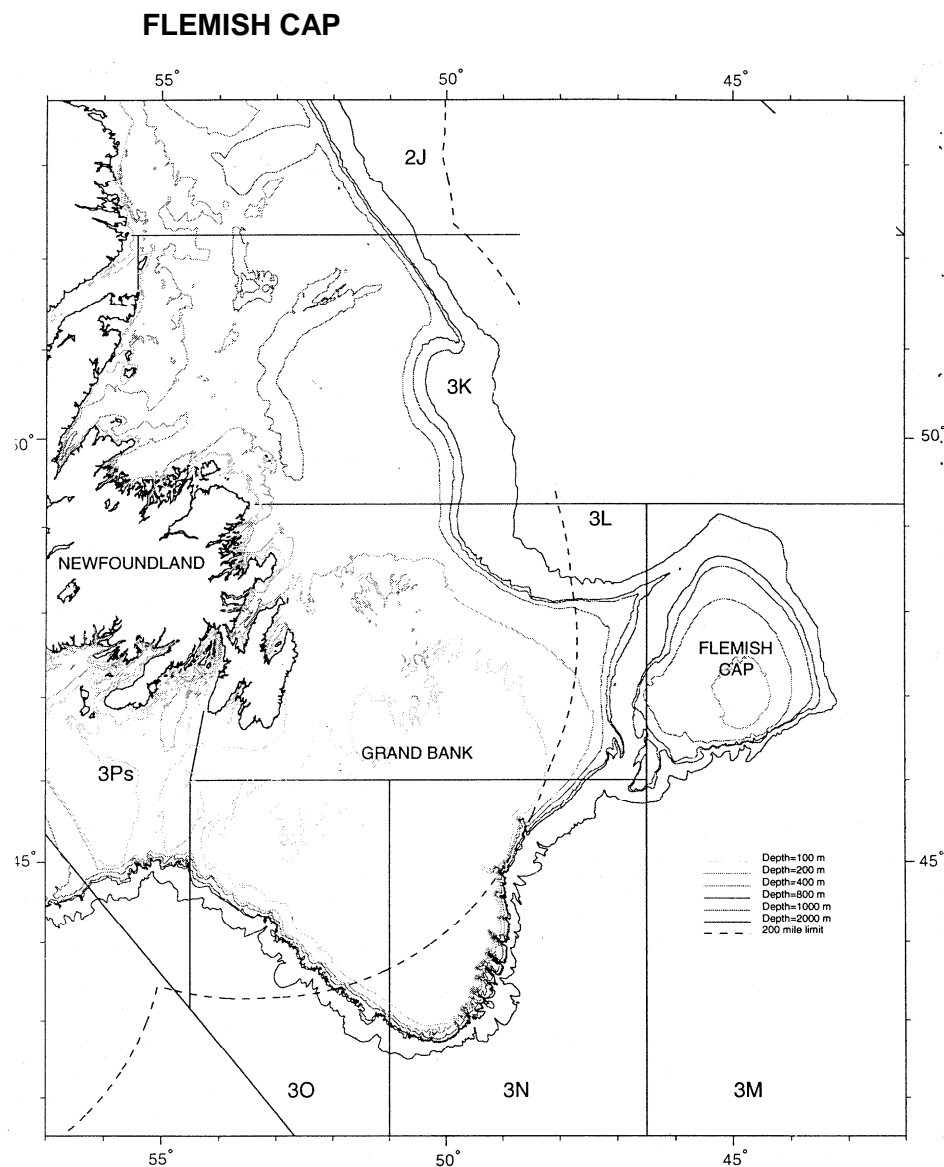 FLEMISH CAP
55° 50° 45°
2J
3K
50° 50°
3L
NEWFOUNDLAND
FLEMISH
CAP
GRAND BANK
3Ps
45° 45°
Depth=100 m
Depth=200 m
Depth=400 m
Depth=800 m
Depth=1000 m
Depth=2000 m
200 mile limit
3O 3N 3M
55° 50° 45°